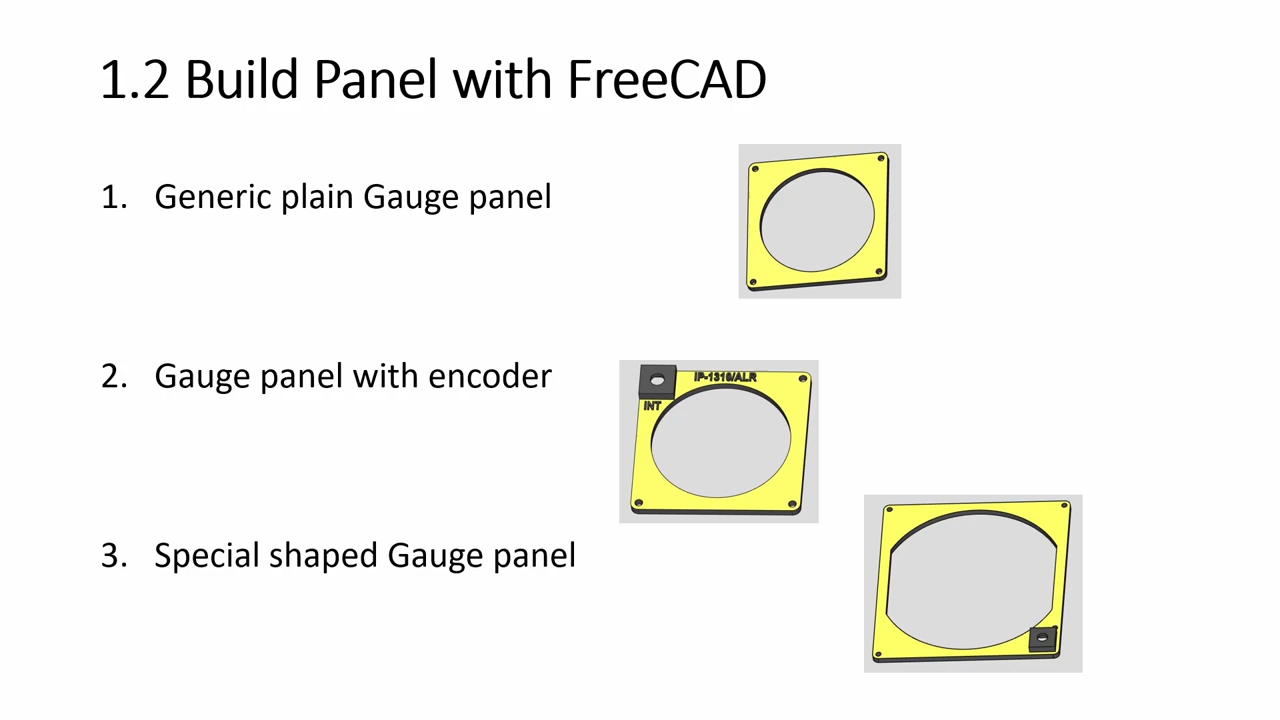 1.2 Build Panel with FreeCAD
1. Generic plain Gauge panel
2. Gauge panel with encoder
IP-1310/ALR
INT
3. Special shaped Gauge panel